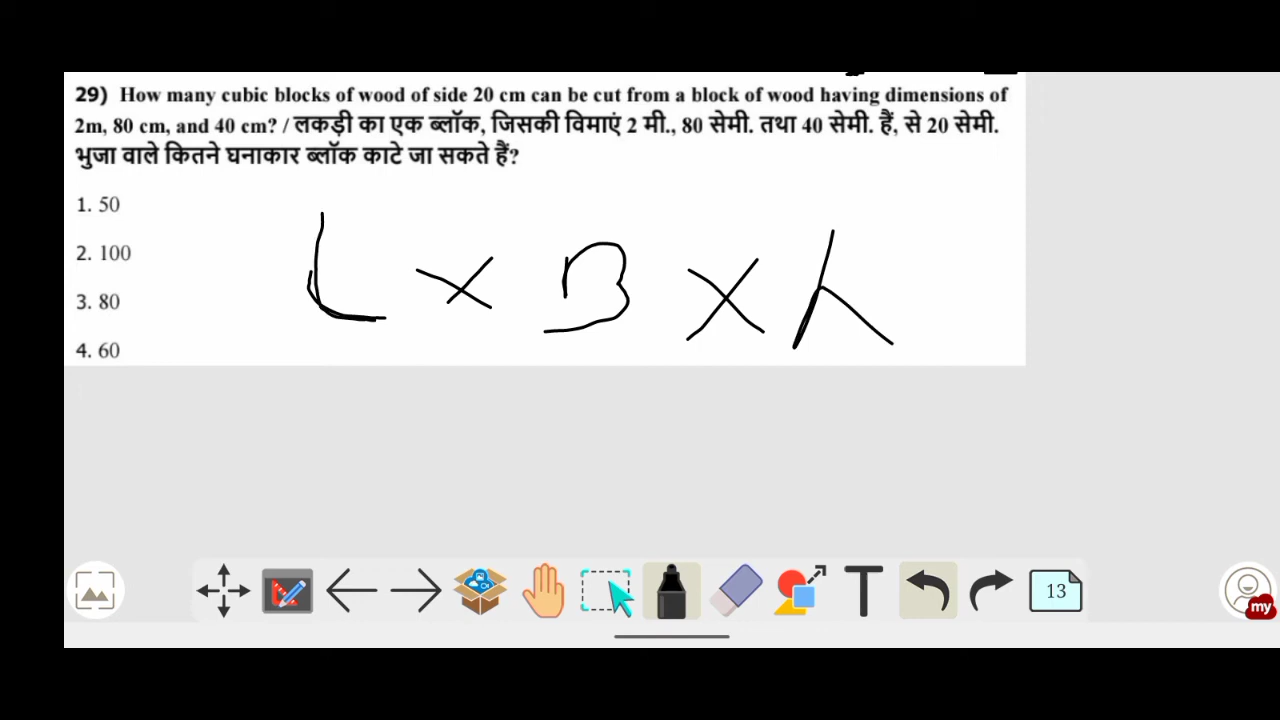 29) How many cubic blocks of wood of side 20 cm can be cut from a block of wood having dimensions of
2m, 80 cm, and 40 cm? / लकड़ी का एक ब्लॉक, जिसकी विमाएं 2 मी., 80 सेमी. तथा 40 सेमी. हैं, से 20 सेमी.
भुजा वाले कितने घनाकार ब्लॉक काटे जा सकते हैं?
1. 50
2. 100
3. 80
4. 60
L × B × h
T
13
my